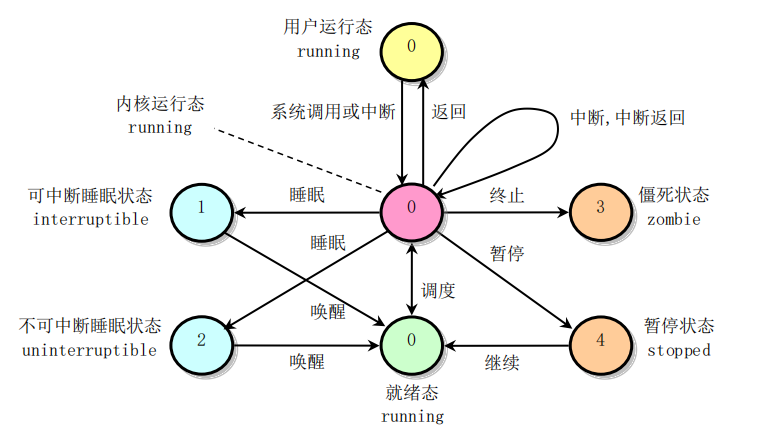 用户运行态
running
0
内核运行态
running
系统调用或中断
返回
中断,中断返回
可中断睡眠状态
interruptible
1
睡眠
0
终止
3
僵死状态
zombie
睡眠
暂停
调度
唤醒
不可中断睡眠状态
uninterruptible
2
唤醒
0
继续
4
暂停状态
stopped
就绪态
running